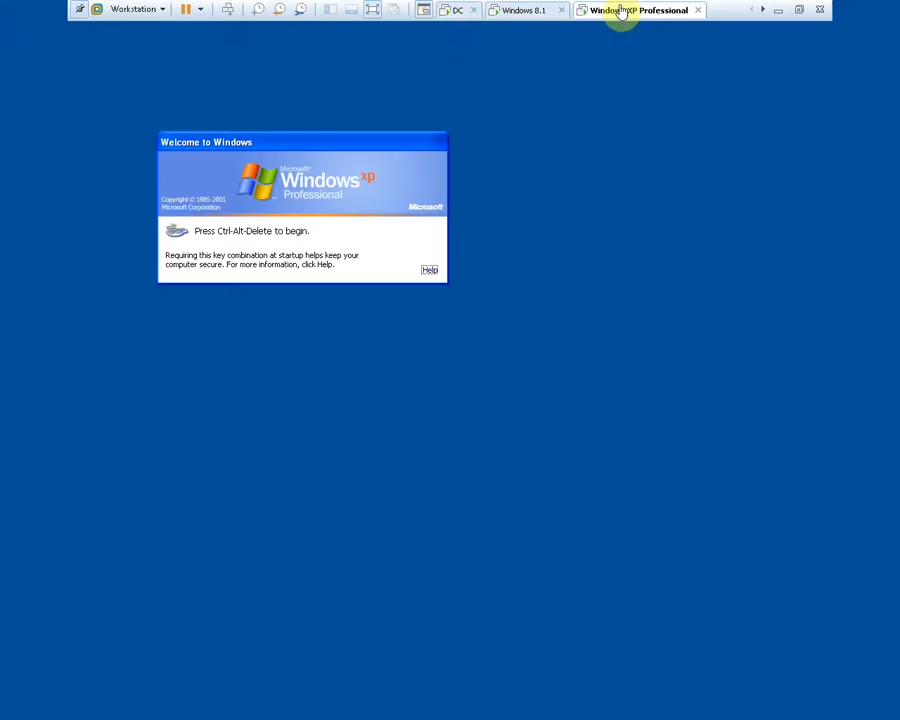 Workstation DC Windows 8.1 Windows XP Professional
Welcome to Windows
Microsoft
Windows xp
Professional
Copyright © 1985-2001
Microsoft Corporation
Microsoft
Press Ctrl-Alt-Delete to begin.
Requiring this key combination at startup helps keep your
computer secure. For more information, click Help.
Help